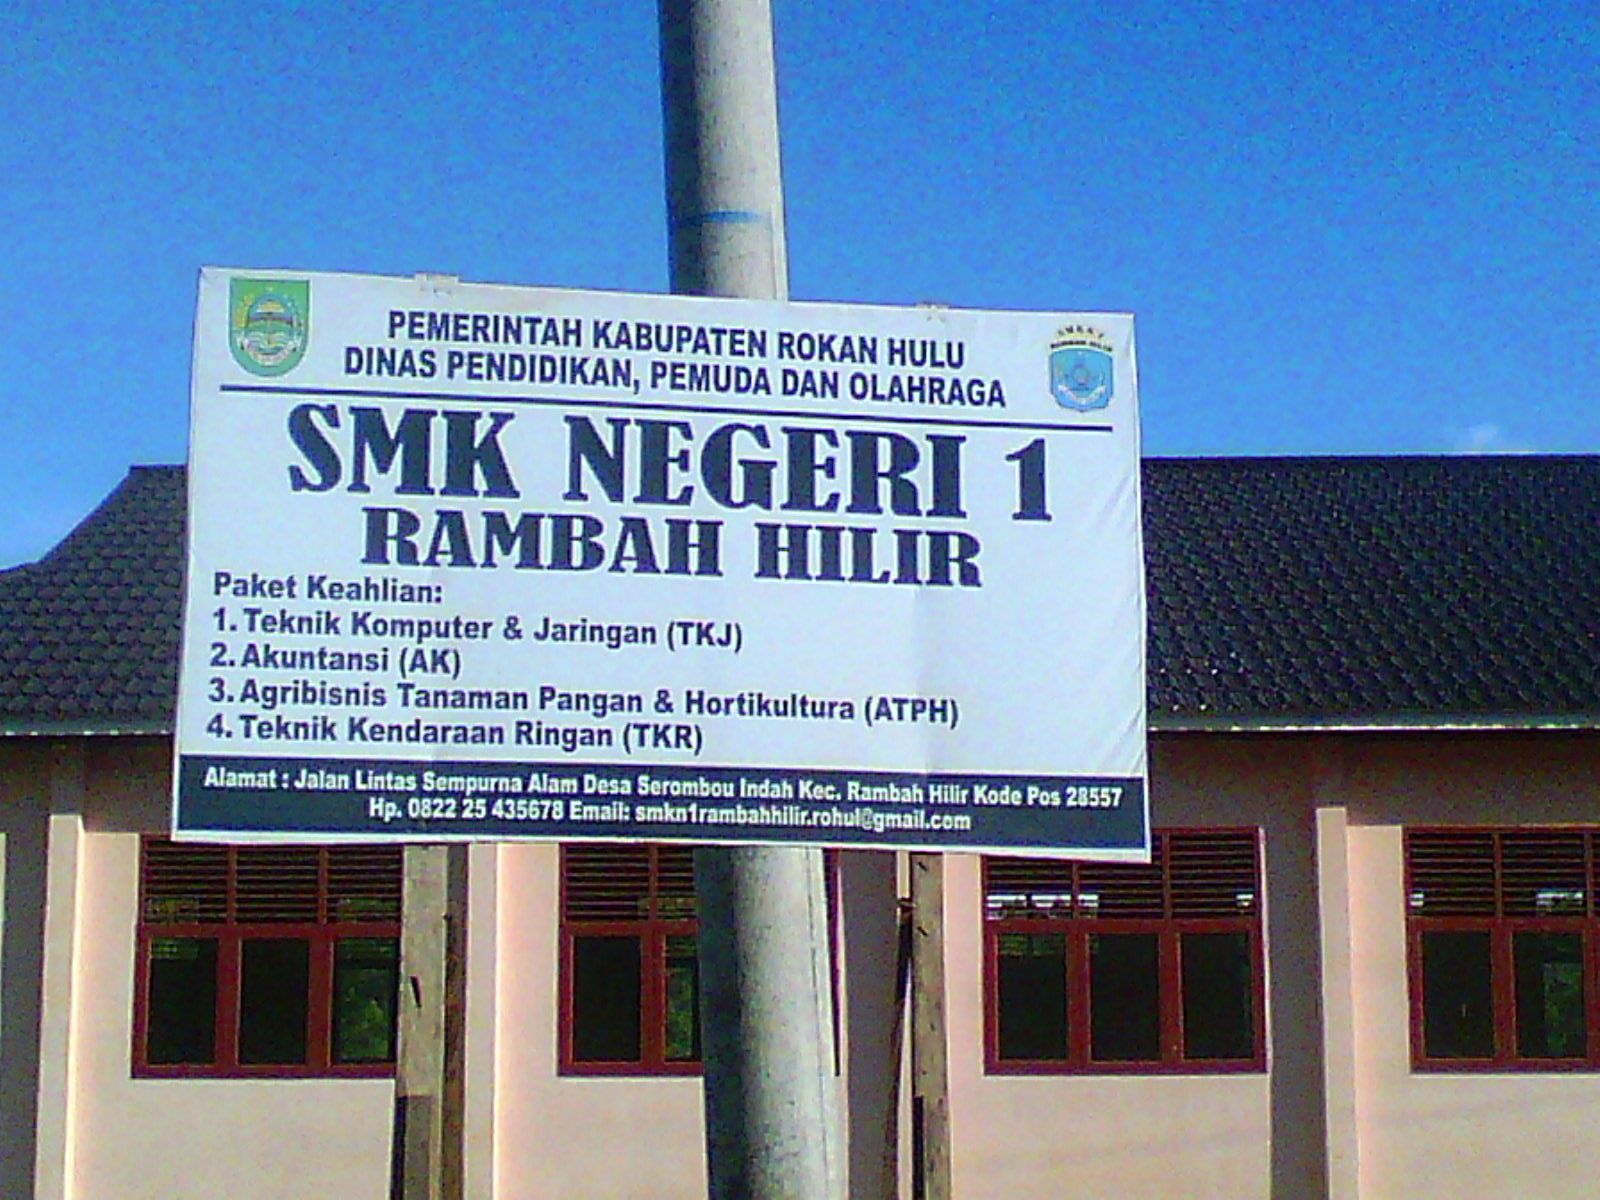 PEMERINTAH KABUPATEN ROKAN HULU
DINAS PENDIDIKAN, PEMUDA DAN OLAHRAGA
SMK NEGERI 1
RAMBAH HILIR
Paket Keahlian:
1. Teknik Komputer & Jaringan (TKJ)
2. Akuntansi (AK)
3. Agribisnis Tanaman Pangan & Hortikultura (ATPH)
4. Teknik Kendaraan Ringan (TKR)
Alamat : Jalan Lintas Sempurna Alam Desa Serombou Indah Kec. Rambah Hilir Kode Pos 28557
Hp. 0822 25 435678 Email: smkn1rambahhilir.rohul@gmail.com